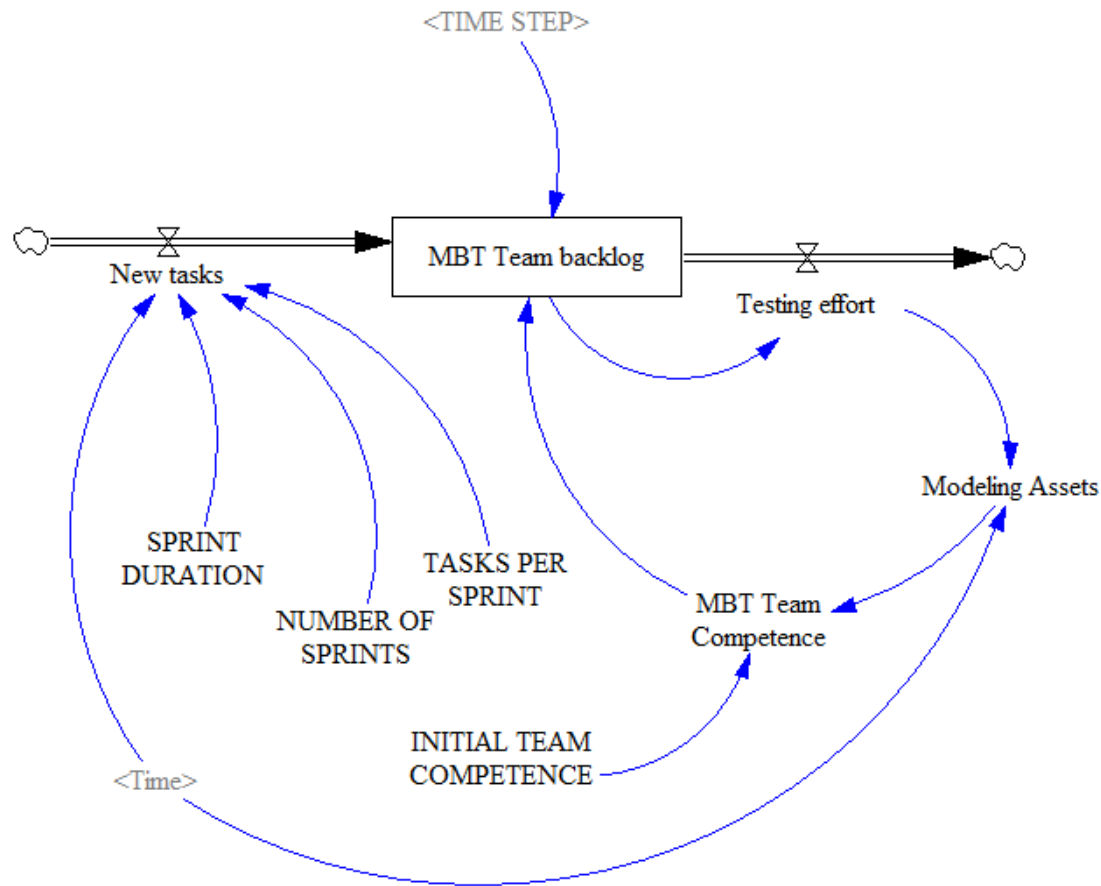 <TIME STEP>
MBT Team backlog
New tasks
Testing effort
Modeling Assets
SPRINT
DURATION
TASKS PER
SPRINT
NUMBER OF
SPRINTS
MBT Team
Competence
INITIAL TEAM
COMPETENCE
<Time>